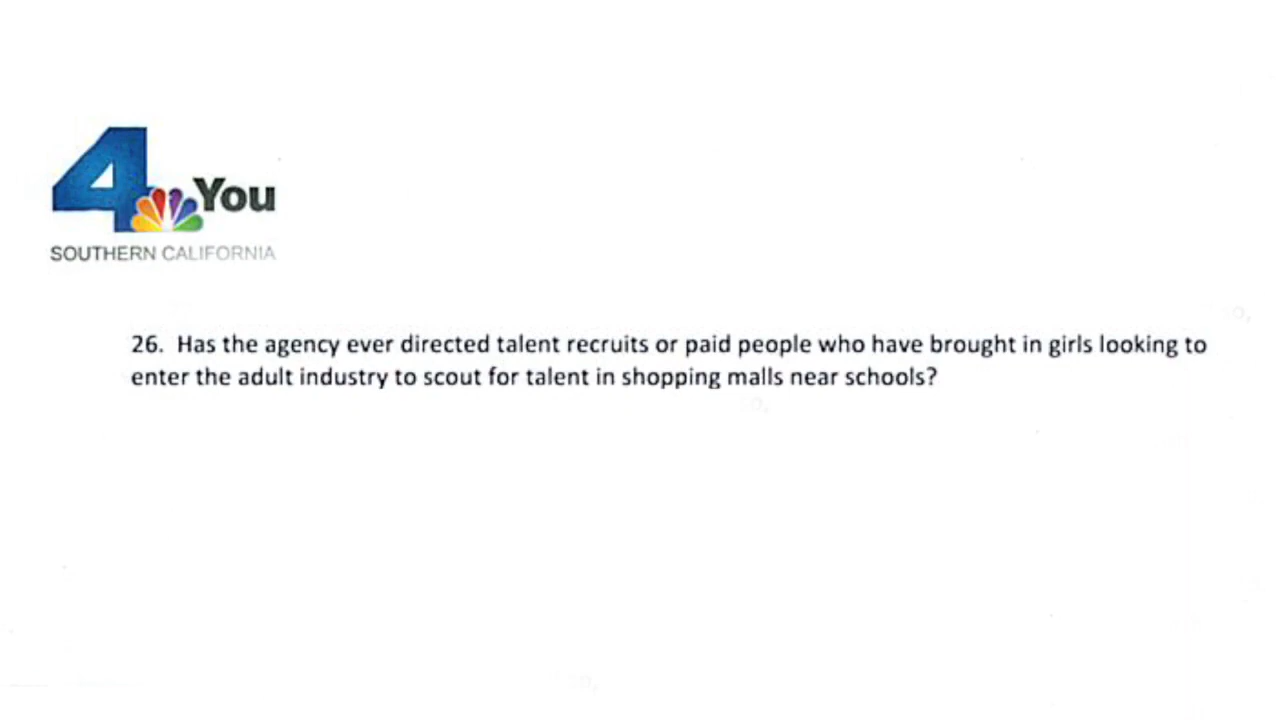 4 You
SOUTHERN CALIFORNIA
26. Has the agency ever directed talent recruits or paid people who have brought in girls looking to
enter the adult industry to scout for talent in shopping malls near schools?